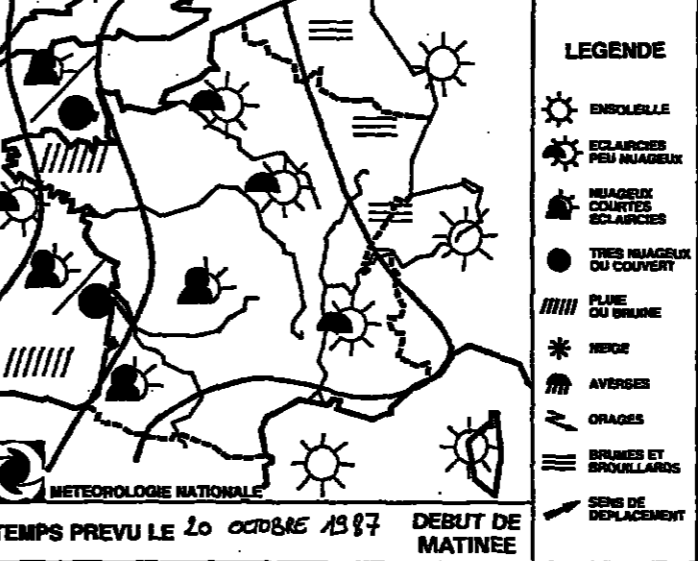 LEGENDE
ENSOLEILLE
ECLAIRCIES
PEU NUAGEUX
NUAGEUX
COURTES
ECLAIRCIES
TRES NUAGEUX
OU COUVERT
PLUIE
OU BRUINE
NEIGE
AVERSES
ORAGES
BRUMES ET
BROUILLARDS
SENS DE
DEPLACEMENT
METEOROLOGIE NATIONALE
TEMPS PREVU LE 20 OCTOBRE 1987 DEBUT DE
MATINEE